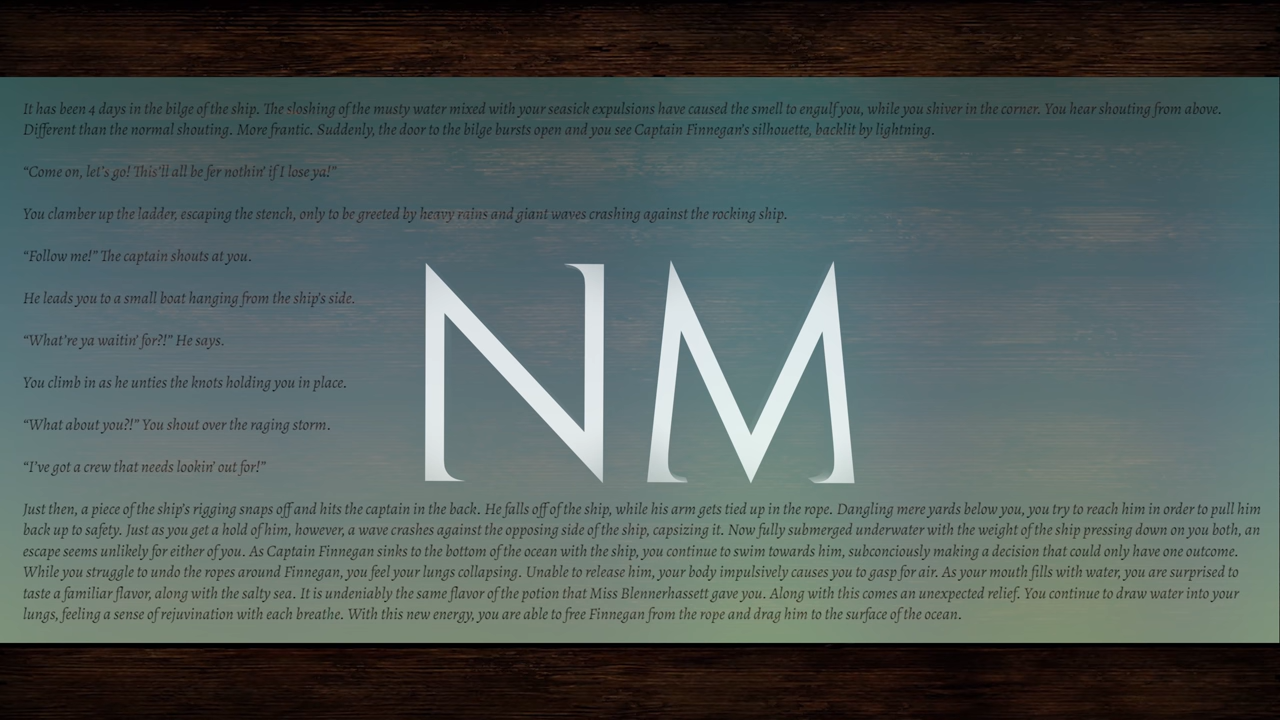 It has been 4 days in the bilge of the ship. The sloshing of the musty water mixed with your seasick expulsions have caused the smell to engulf you, while you shiver in the corner. You hear shouting from above.
Different than the normal shouting. More frantic. Suddenly, the door to the bilge bursts open and you see Captain Finnegan's silhouette, backlit by lightning.
“Come on, let's go! This'll all be fer nothin' if I lose ya!”
You clamber up the ladder, escaping the stench, only to be greeted by heavy rains and giant waves crashing against the rocking ship.
“Follow me!” The captain shouts at you.
He leads you to a small boat hanging from the ship's side.
“What're ya waitin' for?!” He says.
You climb in as he unties the knots holding you in place.
“What about you?!” You shout over the raging storm.
“I've got a crew that needs lookin' out for!”
NM
Just then, a piece of the ship's rigging snaps off and hits the captain in the back. He falls off of the ship, while his arm gets tied up in the rope. Dangling mere yards below you, you try to reach him in order to pull him
back up to safety. Just as you get a hold of him, however, a wave crashes against the opposing side of the ship, capsizing it. Now fully submerged underwater with the weight of the ship pressing down on you both, an
escape seems unlikely for either of you. As Captain Finnegan sinks to the bottom of the ocean with the ship, you continue to swim towards him, subconciously making a decision that could only have one outcome.
While you struggle to undo the ropes around Finnegan, you feel your lungs collapsing. Unable to release him, your body impulsively causes you to gasp for air. As your mouth fills with water, you are surprised to
taste a familiar flavor, along with the salty sea. It is undeniably the same flavor of the potion that Miss Blennerhassett gave you. Along with this comes an unexpected relief. You continue to draw water into your
lungs, feeling a sense of rejuvination with each breathe. With this new energy, you are able to free Finnegan from the rope and drag him to the surface of the ocean.